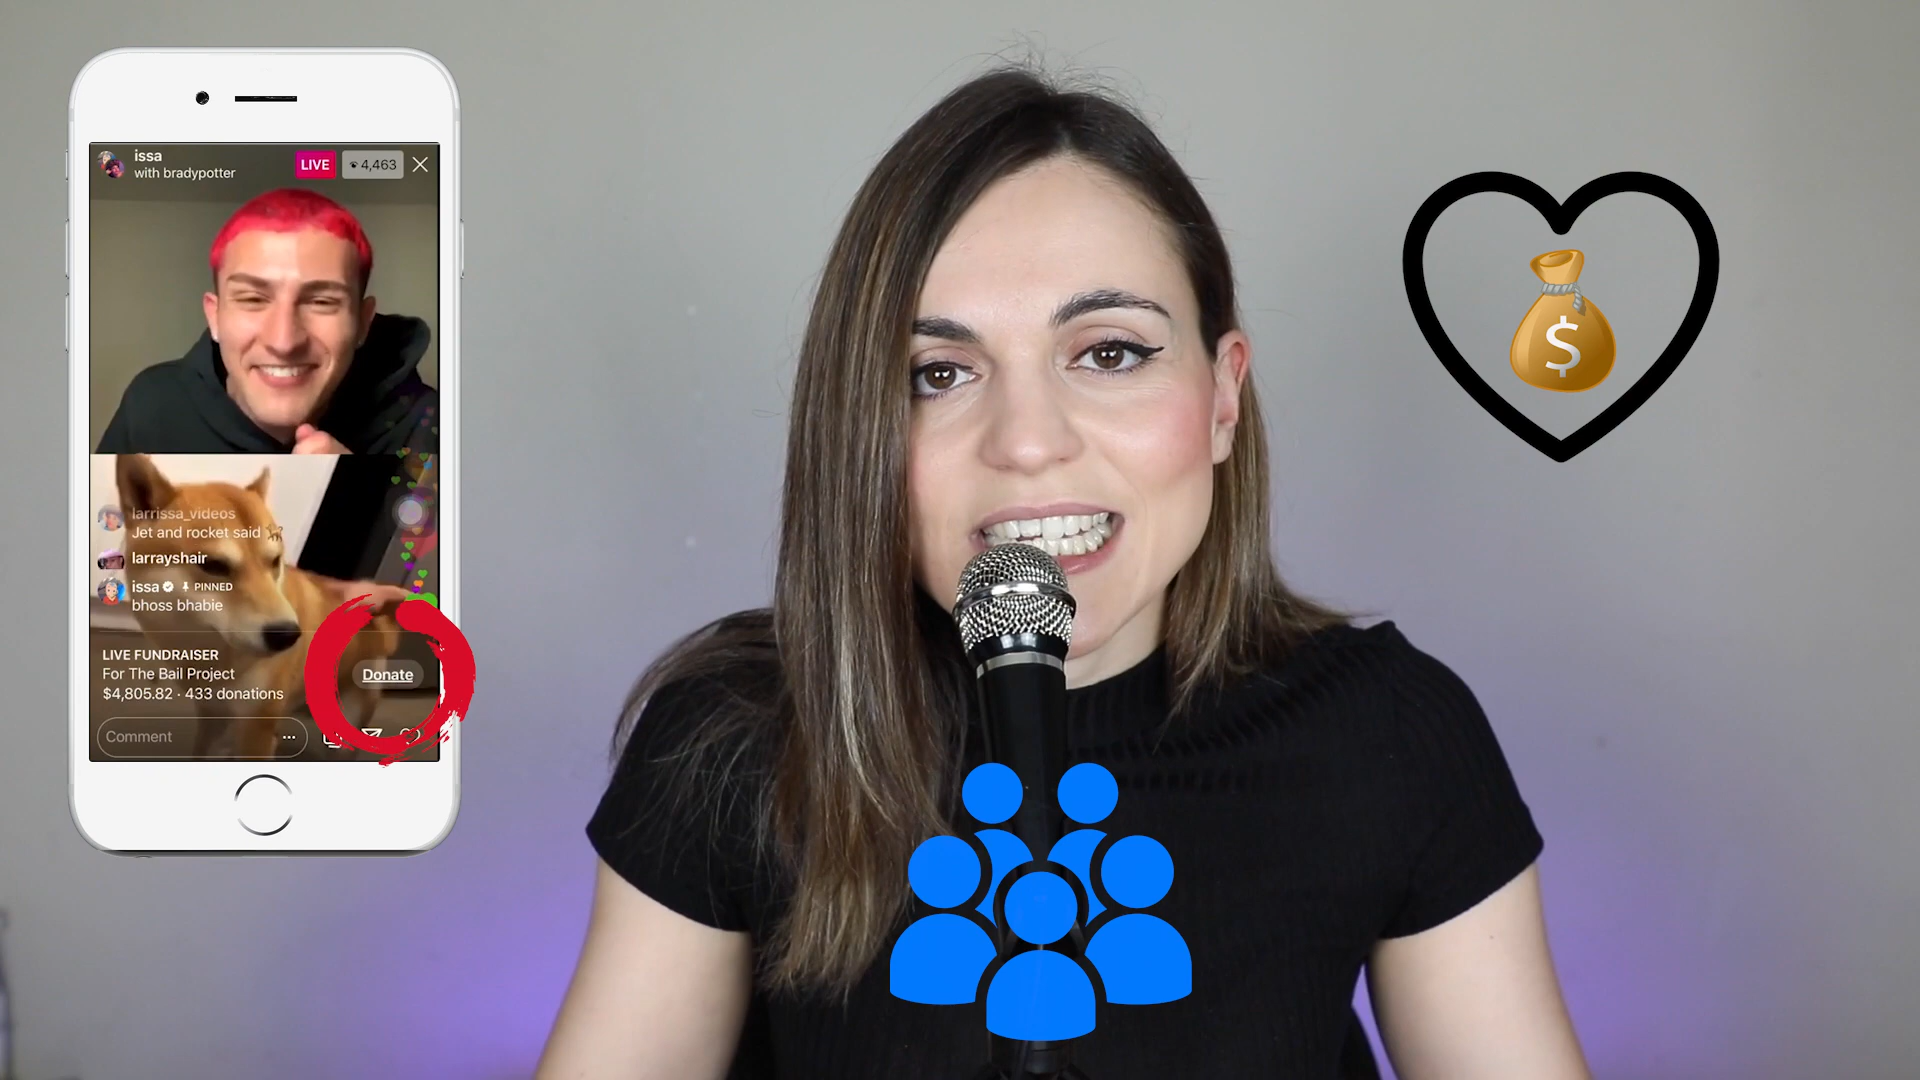 issa
with bradypotter
LIVE
4,463
larrissa_videos
Jet and rocket said
larrayshair
issa PINNED
bhoss bhabie
LIVE FUNDRAISER
For The Bail Project
$4,805.82 · 433 donations
Donate
Comment
$